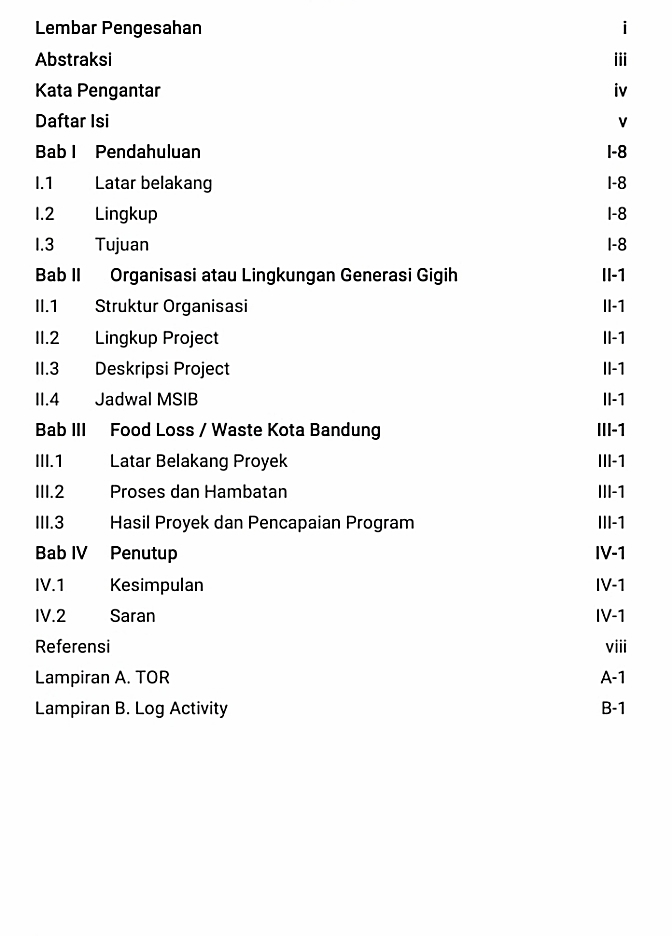 Lembar Pengesahan i
Abstraksi iii
Kata Pengantar iv
Daftar Isi v
Bab I Pendahuluan I-8
I.1 Latar belakang I-8
I.2 Lingkup I-8
I.3 Tujuan I-8
Bab II Organisasi atau Lingkungan Generasi Gigih II-1
II.1 Struktur Organisasi II-1
II.2 Lingkup Project II-1
II.3 Deskripsi Project II-1
II.4 Jadwal MSIB II-1
Bab III Food Loss / Waste Kota Bandung III-1
III.1 Latar Belakang Proyek III-1
III.2 Proses dan Hambatan III-1
III.3 Hasil Proyek dan Pencapaian Program III-1
Bab IV Penutup IV-1
IV.1 Kesimpulan IV-1
IV.2 Saran IV-1
Referensi viii
Lampiran A. TOR A-1
Lampiran B. Log Activity B-1